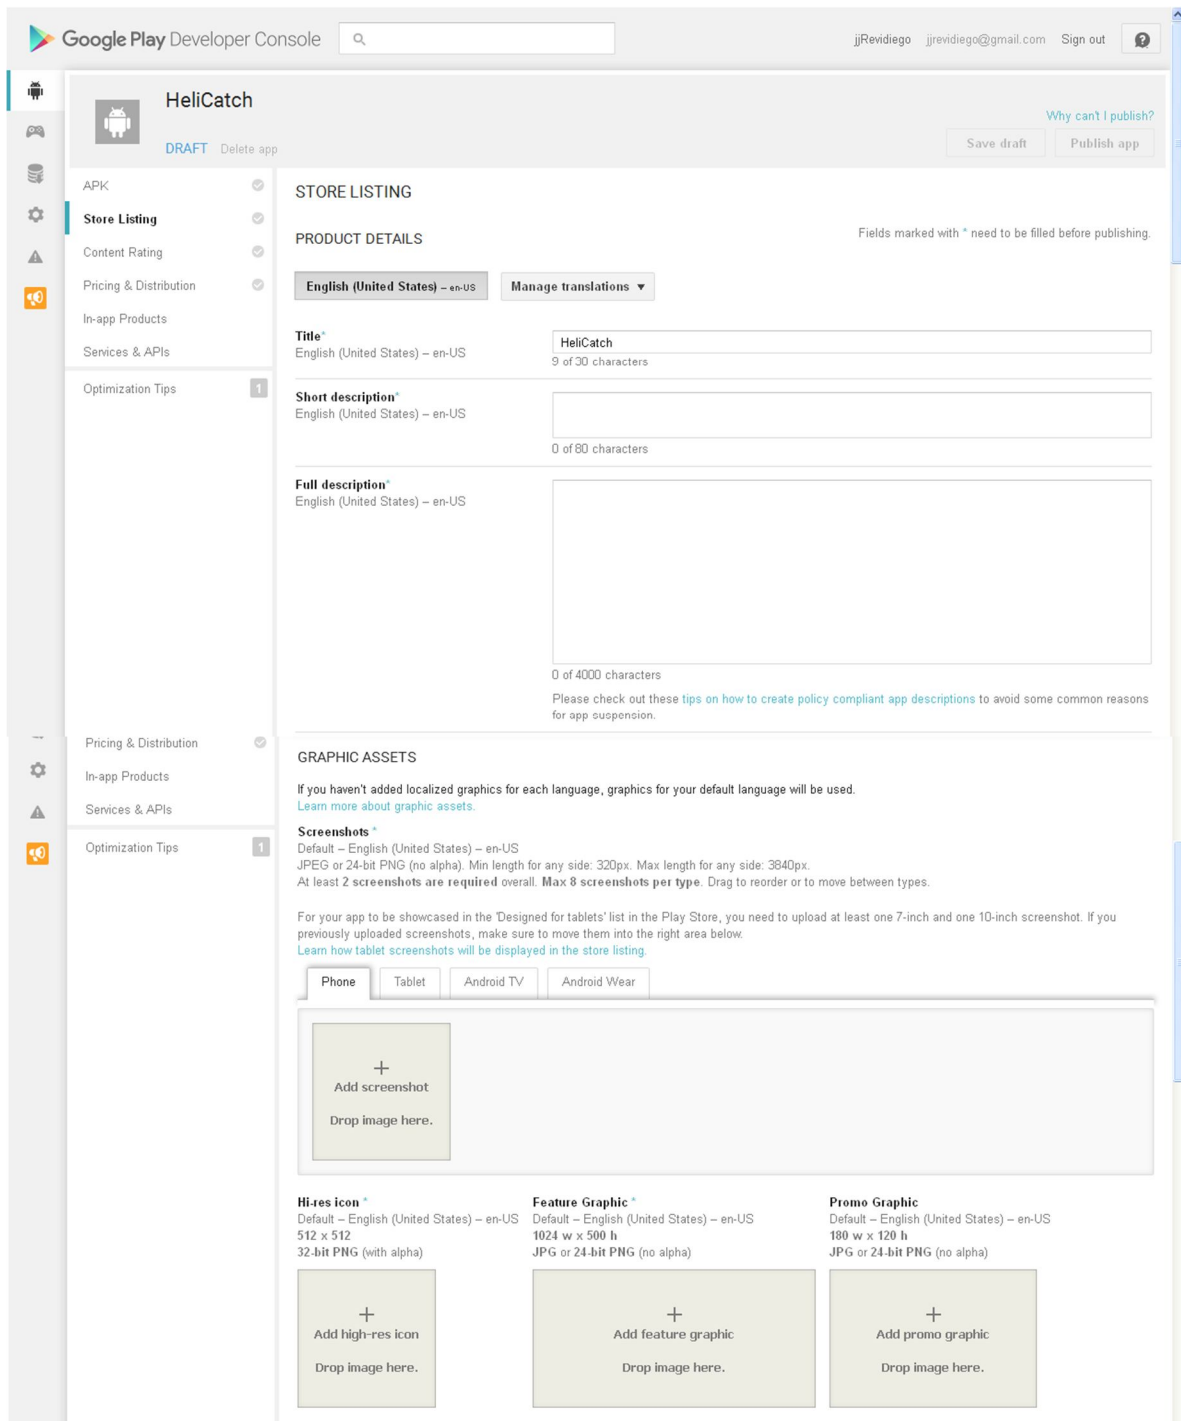 Google Play Developer Console
jjRevidiego jjrevidiego@gmail.com Sign out
HeliCatch
Why can't I publish?
DRAFT Delete app
Save draft Publish app
APK
Store Listing
Content Rating
Pricing & Distribution
In-app Products
Services & APIs
Optimization Tips 1
STORE LISTING
PRODUCT DETAILS
Fields marked with * need to be filled before publishing.
English (United States) – en-US Manage translations
Title*
English (United States) – en-US
HeliCatch
9 of 30 characters
Short description*
English (United States) – en-US
0 of 80 characters
Full description*
English (United States) – en-US
0 of 4000 characters
Please check out these tips on how to create policy compliant app descriptions to avoid some common reasons
for app suspension.
Pricing & Distribution
In-app Products
Services & APIs
Optimization Tips 1
GRAPHIC ASSETS
If you haven't added localized graphics for each language, graphics for your default language will be used.
Learn more about graphic assets.
Screenshots *
Default – English (United States) – en-US
JPEG or 24-bit PNG (no alpha). Min length for any side: 320px. Max length for any side: 3840px.
At least 2 screenshots are required overall. Max 8 screenshots per type. Drag to reorder or to move between types.
For your app to be showcased in the 'Designed for tablets' list in the Play Store, you need to upload at least one 7-inch and one 10-inch screenshot. If you
previously uploaded screenshots, make sure to move them into the right area below.
Learn how tablet screenshots will be displayed in the store listing.
Phone Tablet Android TV Android Wear
+
Add screenshot
Drop image here.
Hi-res icon *
Default – English (United States) – en-US
512 x 512
32-bit PNG (with alpha)
+
Add high-res icon
Drop image here.
Feature Graphic *
Default – English (United States) – en-US
1024 w x 500 h
JPG or 24-bit PNG (no alpha)
+
Add feature graphic
Drop image here.
Promo Graphic
Default – English (United States) – en-US
180 w x 120 h
JPG or 24-bit PNG (no alpha)
+
Add promo graphic
Drop image here.